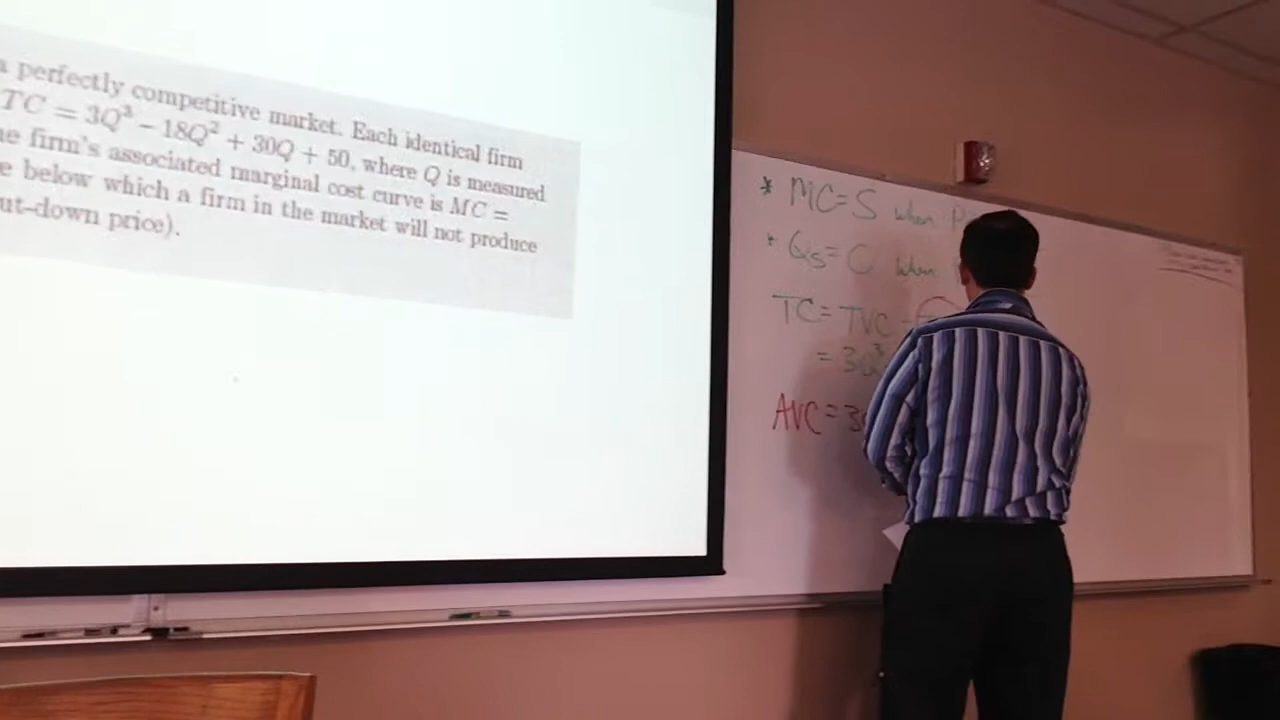 a perfectly competitive market. Each identical firm
TC = 3Q³ − 18Q² + 30Q + 50, where Q is measured
e firm's associated marginal cost curve is MC =
e below which a firm in the market will not produce
ut-down price).
* MC=S when P
* Qs=0 when
TC= TVC
= 3Q³
AVC=3